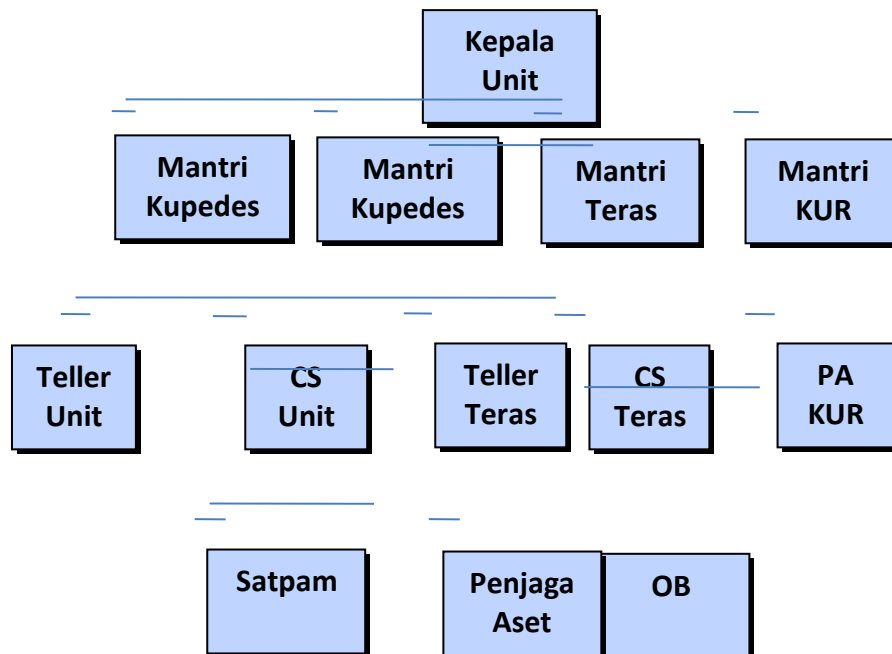 Kepala
Unit
Mantri
Kupedes
Mantri
Kupedes
Mantri
Teras
Mantri
KUR
Teller
Unit
CS
Unit
Teller
Teras
CS
Teras
PA
KUR
Satpam
Penjaga
Aset
OB